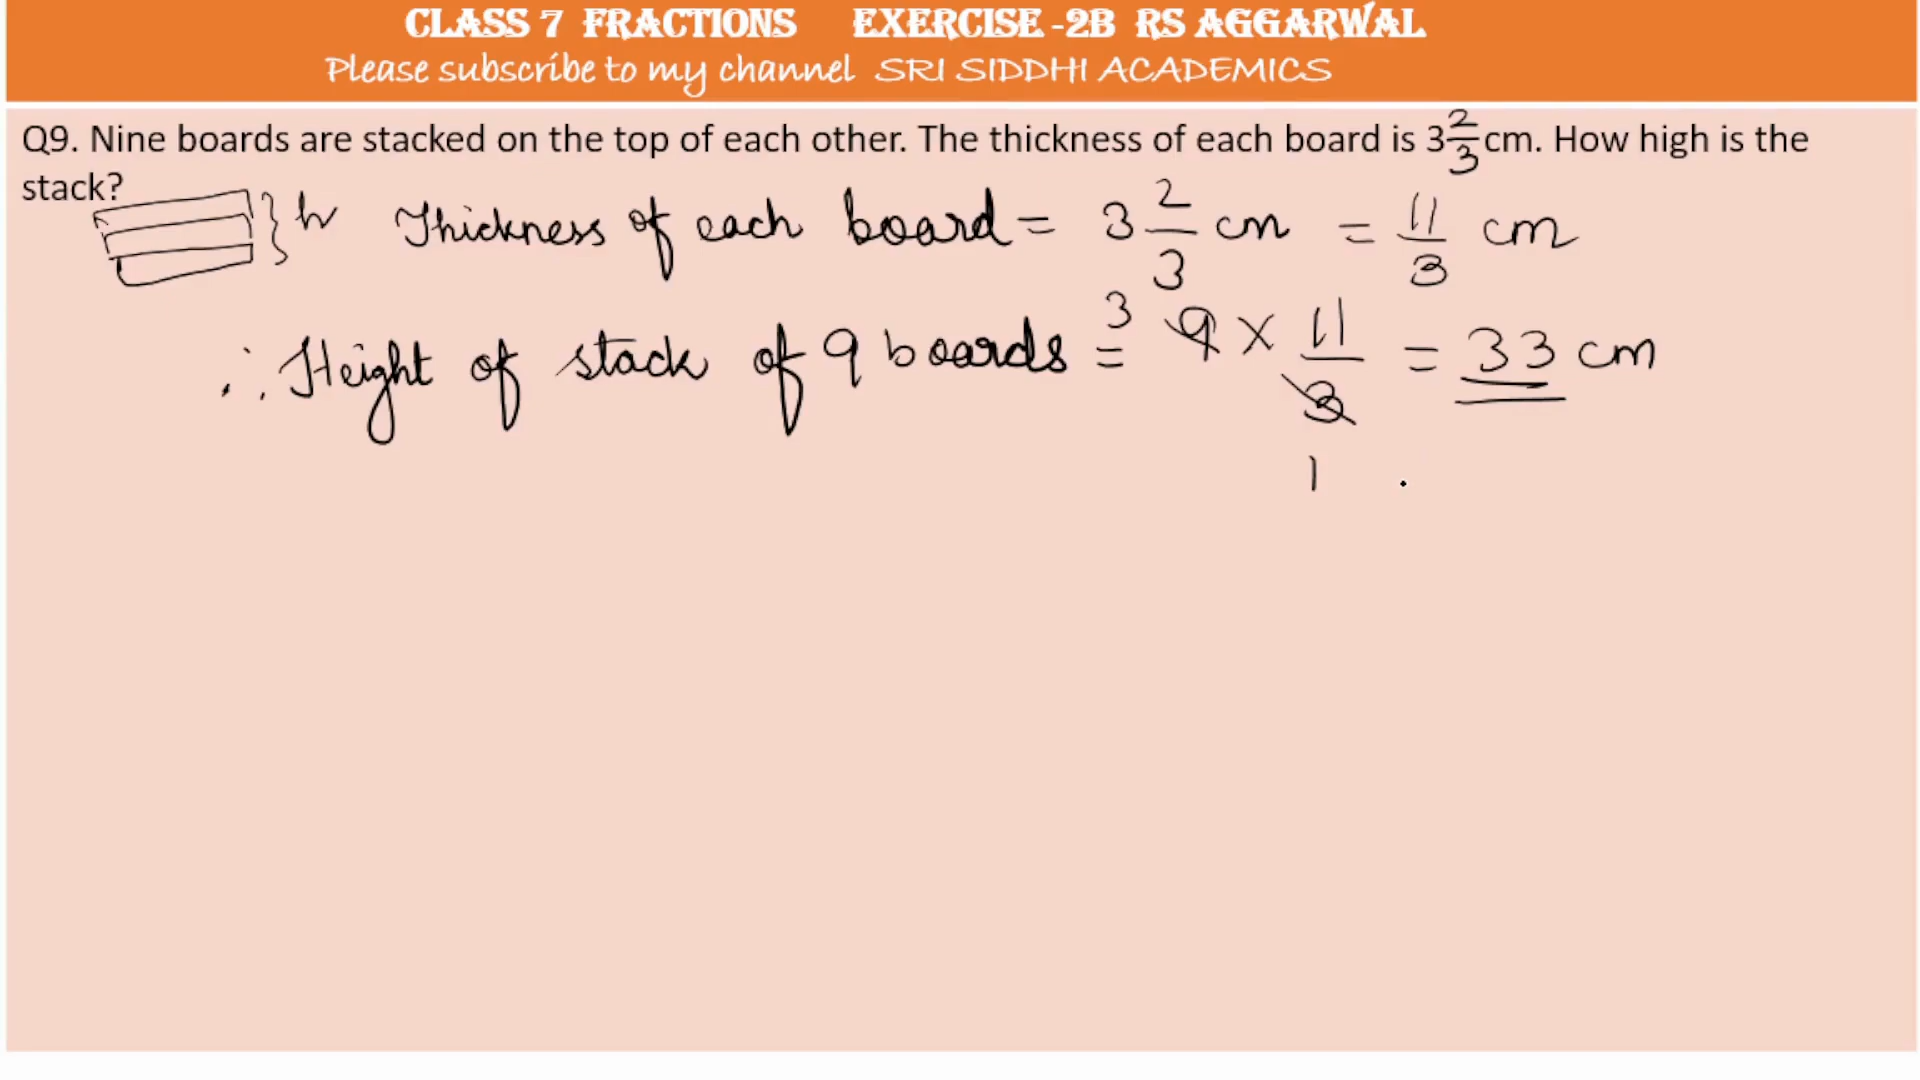 CLASS 7 FRACTIONS EXERCISE -2B RS AGGARWAL
Please subscribe to my channel SRI SIDDHI ACADEMICS
Q9. Nine boards are stacked on the top of each other. The thickness of each board is 3 2/3 cm. How high is the
stack?
} h Thickness of each board = 3 2/3 cm = 11/3 cm
∴ Height of stack of 9 boards = 3 9 × 11/3 = 33 cm
1 .